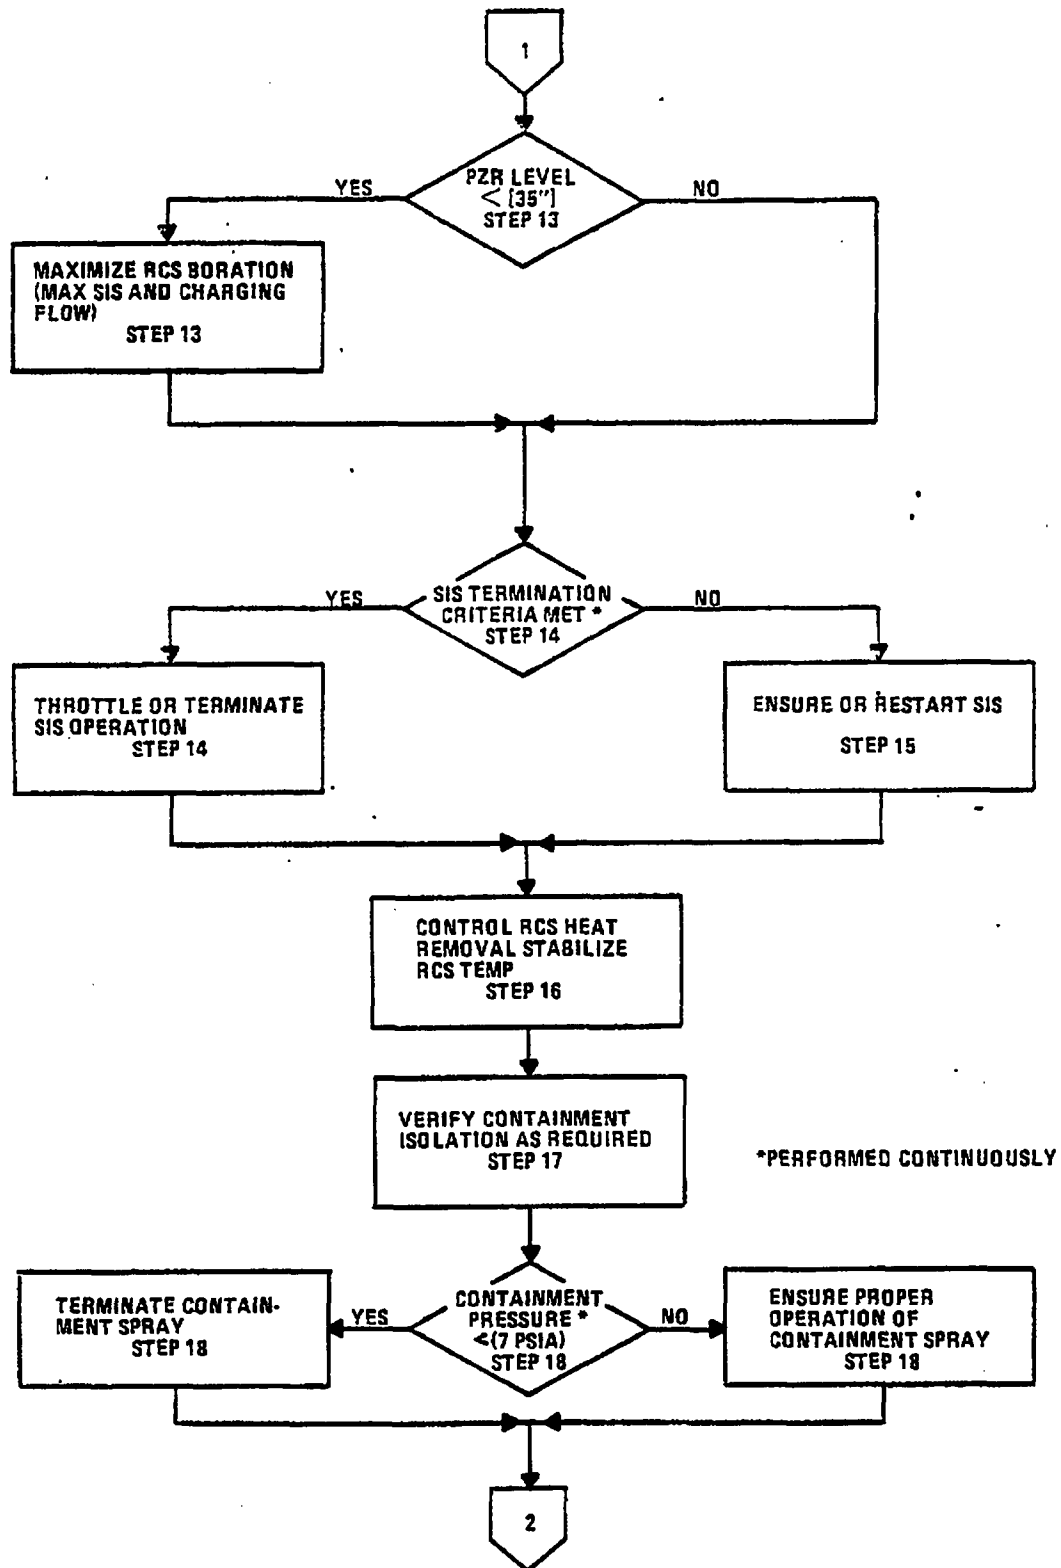 1
PZR LEVEL
< [35"]
STEP 13
YES
NO
MAXIMIZE RCS BORATION
(MAX SIS AND CHARGING
FLOW)
STEP 13
SIS TERMINATION
CRITERIA MET *
STEP 14
YES
NO
THROTTLE OR TERMINATE
SIS OPERATION
STEP 14
ENSURE OR RESTART SIS
STEP 15
CONTROL RCS HEAT
REMOVAL STABILIZE
RCS TEMP
STEP 16
VERIFY CONTAINMENT
ISOLATION AS REQUIRED
STEP 17
*PERFORMED CONTINUOUSLY
TERMINATE CONTAIN-
MENT SPRAY
STEP 18
YES
CONTAINMENT
PRESSURE *
<(7 PSIA)
STEP 18
NO
ENSURE PROPER
OPERATION OF
CONTAINMENT SPRAY
STEP 18
2